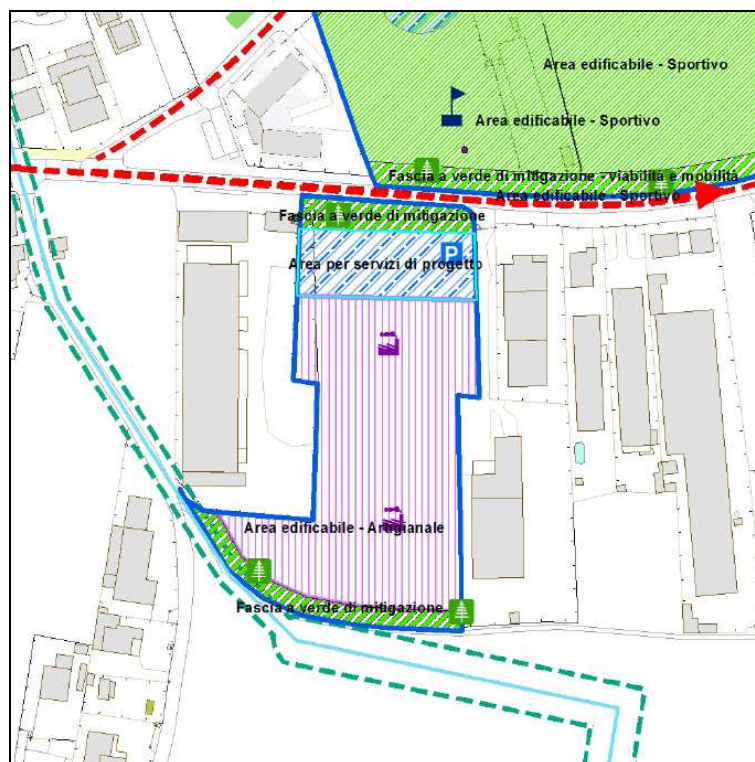 Area edificabile - Sportivo
Area edificabile - Sportivo
Fascia a verde di mitigazione - viabilità e mobilità
Area edificabile - Sportivo
Fascia a verde di mitigazione
P
Area per servizi di progetto
Area edificabile - Artigianale
Fascia a verde di mitigazione